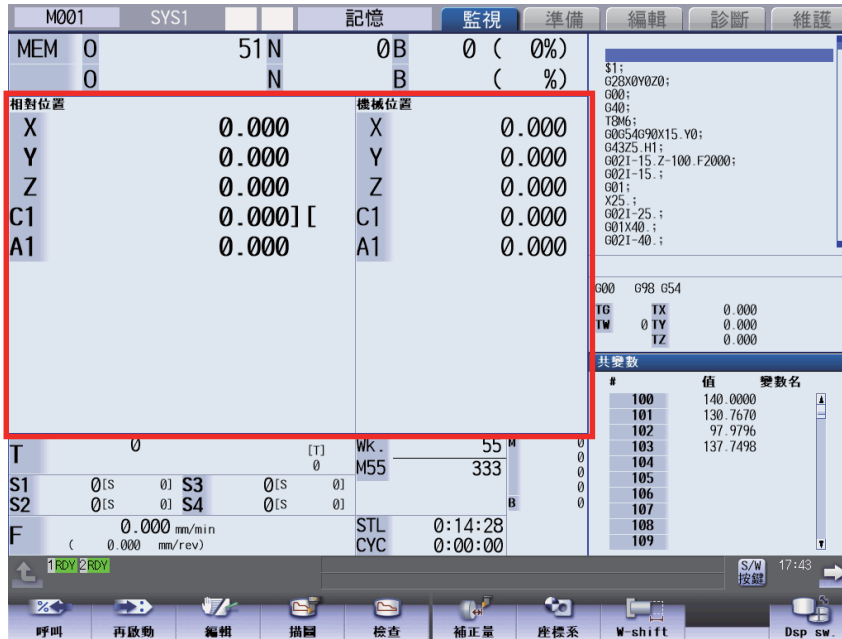 M001 SYS1 記憶 監視 準備 編輯 診斷 維護
MEM O 51 N 0 B 0 ( 0%)
O N B ( %)
相對位置 機械位置
X 0.000 X 0.000
Y 0.000 Y 0.000
Z 0.000 Z 0.000
C1 0.000][ C1 0.000
A1 0.000 A1 0.000
$1;
G28X0Y0Z0;
G00;
G40;
T8M6;
G0G54G90X15.Y0;
G43Z5.H1;
G02I-15.Z-100.F2000;
G02I-15.;
G01;
X25.;
G02I-25.;
G01X40.;
G02I-40.;
G00 G98 G54
TG TX 0.000
TW 0 TY 0.000
TZ 0.000
共變數
# 值 變數名
100 140.0000
101 130.7670
102 97.9796
103 137.7498
104
105
106
107
108
109
T 0 [T] 0
Wk. 55
M55 333
M 0
0
0
0
B 0
S1 0[S 0] S3 0[S 0]
S2 0[S 0] S4 0[S 0]
F 0.000 mm/min
( 0.000 mm/rev)
STL 0:14:28
CYC 0:00:00
1RDY 2RDY S/W 按鍵 17:43
呼叫 再啟動 編輯 描圖 檢查 補正量 座標系 W-shift Dsp sw.